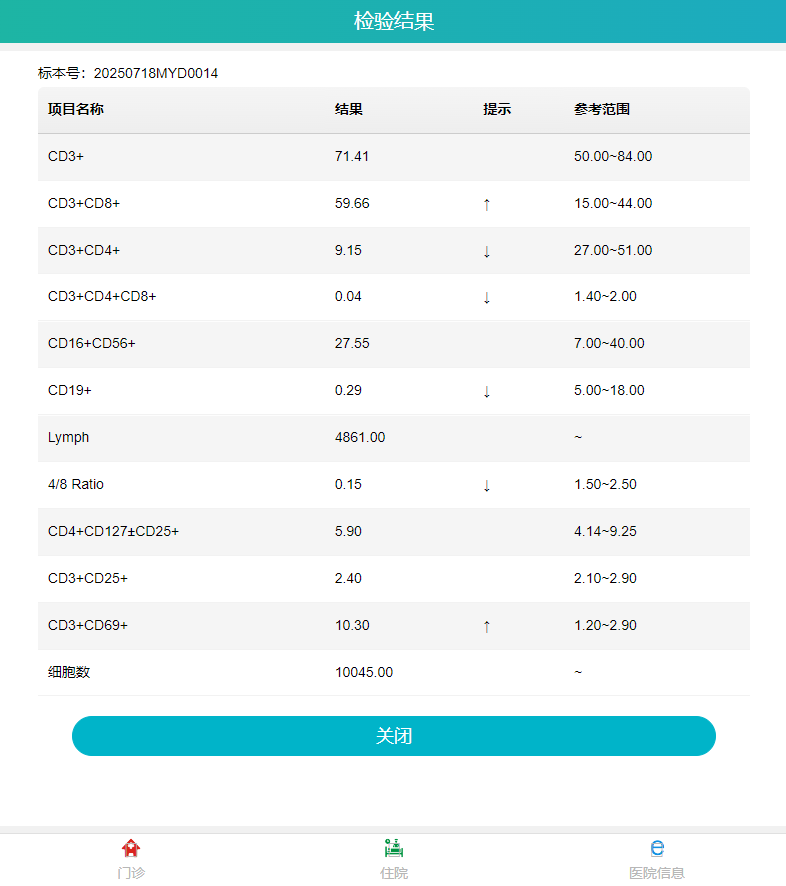 检验结果
标本号：20250718MYD0014
项目名称 结果 提示 参考范围
CD3+ 71.41 50.00~84.00
CD3+CD8+ 59.66 ↑ 15.00~44.00
CD3+CD4+ 9.15 ↓ 27.00~51.00
CD3+CD4+CD8+ 0.04 ↓ 1.40~2.00
CD16+CD56+ 27.55 7.00~40.00
CD19+ 0.29 ↓ 5.00~18.00
Lymph 4861.00 ~
4/8 Ratio 0.15 ↓ 1.50~2.50
CD4+CD127±CD25+ 5.90 4.14~9.25
CD3+CD25+ 2.40 2.10~2.90
CD3+CD69+ 10.30 ↑ 1.20~2.90
细胞数 10045.00 ~
关闭
门诊 住院 医院信息